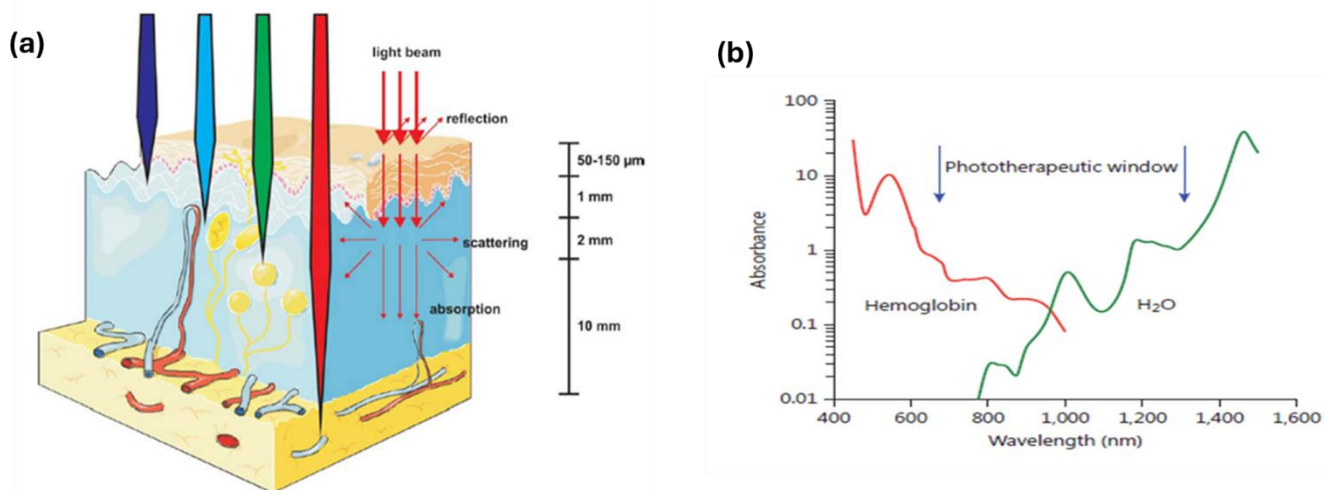 (a)
light beam
reflection
50-150 µm
1 mm
scattering
2 mm
absorption
10 mm
(b)
100
10
1
0.1
0.01
Absorbance
Phototherapeutic window
Hemoglobin
H₂O
400
600
800
1,000
1,200
1,400
1,600
Wavelength (nm)